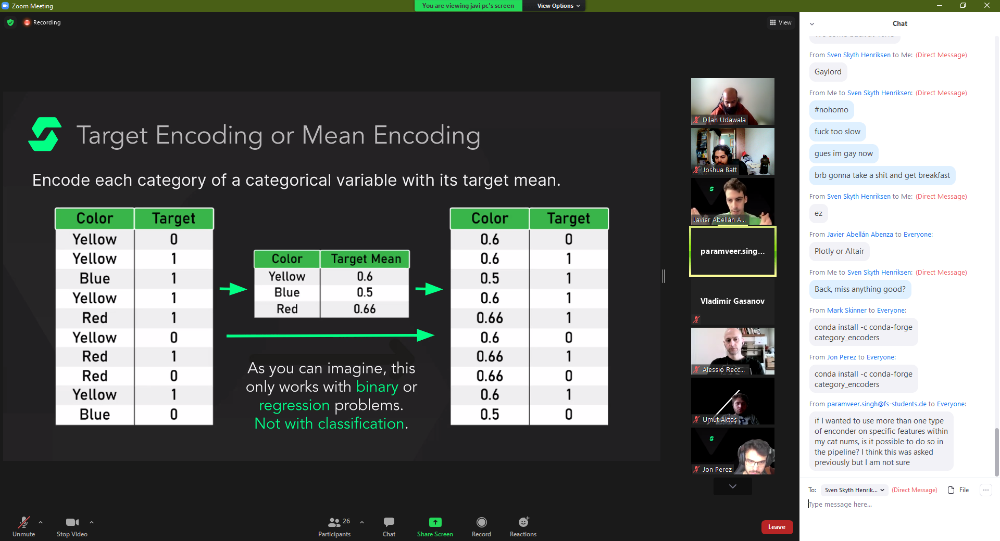 Zoom Meeting
You are viewing javi pc's screen
View Options
Recording
View
Target Encoding or Mean Encoding
Encode each category of a categorical variable with its target mean.
Color Target
Yellow 0
Yellow 1
Blue 1
Yellow 1
Red 1
Yellow 0
Red 1
Red 0
Yellow 1
Blue 0
Color Target Mean
Yellow 0.6
Blue 0.5
Red 0.66
As you can imagine, this
only works with binary or
regression problems.
Not with classification.
Color Target
0.6 0
0.6 1
0.5 1
0.6 1
0.66 1
0.6 0
0.66 1
0.66 0
0.6 1
0.5 0
Dilan Udawala
Joshua Batt
Javier Abellán A...
paramveer.sing...
Vladimir Gasanov
Alessio Recc...
Umut Aktaş
Jon Perez
Chat
From Sven Skyth Henriksen to Me: (Direct Message)
Gaylord
From Me to Sven Skyth Henriksen: (Direct Message)
#nohomo
fuck too slow
gues im gay now
brb gonna take a shit and get breakfast
From Sven Skyth Henriksen to Me: (Direct Message)
ez
From Javier Abellán Abenza to Everyone:
Plotly or Altair
From Me to Sven Skyth Henriksen: (Direct Message)
Back, miss anything good?
From Mark Skinner to Everyone:
conda install -c conda-forge
category_encoders
From Jon Perez to Everyone:
conda install -c conda-forge
category_encoders
From paramveer.singh@fs-students.de to Everyone:
if I wanted to use more than one type
of enconder on specific features within
my cat nums, is it possible to do so in
the pipeline? I think this was asked
previously but I am not sure
To: Sven Skyth Henrik... (Direct Message) File
Type message here...
Unmute
Stop Video
26
Participants
Chat
Share Screen
Record
Reactions
Leave